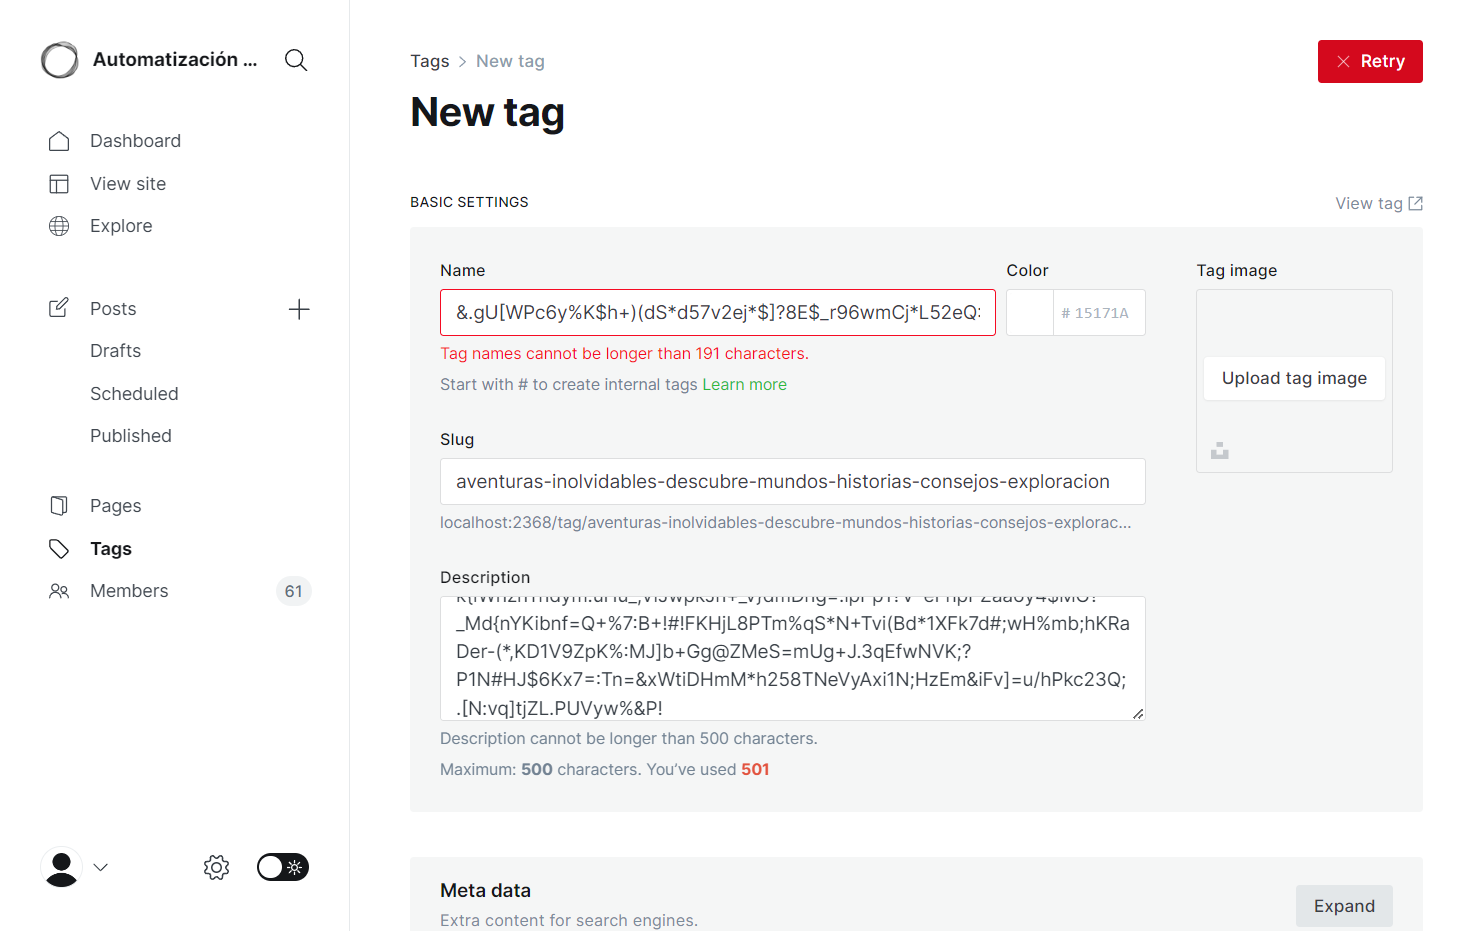 Automatización ...
Dashboard
View site
Explore
Posts
Drafts
Scheduled
Published
Pages
Tags
Members
61
Tags > New tag
Retry
New tag
BASIC SETTINGS
View tag
Name
&.gU[WPc6y%K$h+)(dS*d57v2ej*$]?8E$_r96wmCj*L52eQ:
Tag names cannot be longer than 191 characters.
Start with # to create internal tags Learn more
Color
# 15171A
Tag image
Upload tag image
Slug
aventuras-inolvidables-descubre-mundos-historias-consejos-exploracion
localhost:2368/tag/aventuras-inolvidables-descubre-mundos-historias-consejos-explorac...
Description
_Md{nYKibnf=Q+%7:B+!#!FKHjL8PTm%qS*N+Tvi(Bd*1XFk7d#;wH%mb;hKRa
Der-(*,KD1V9ZpK%:MJ]b+Gg@ZMeS=mUg+J.3qEfwNVK;?
P1N#HJ$6Kx7=:Tn=&xWtiDHmM*h258TNeVyAxi1N;HzEm&iFv]=u/hPkc23Q;
.[N:vq]tjZL.PUVyw%&P!
Description cannot be longer than 500 characters.
Maximum: 500 characters. You've used 501
Meta data
Extra content for search engines.
Expand